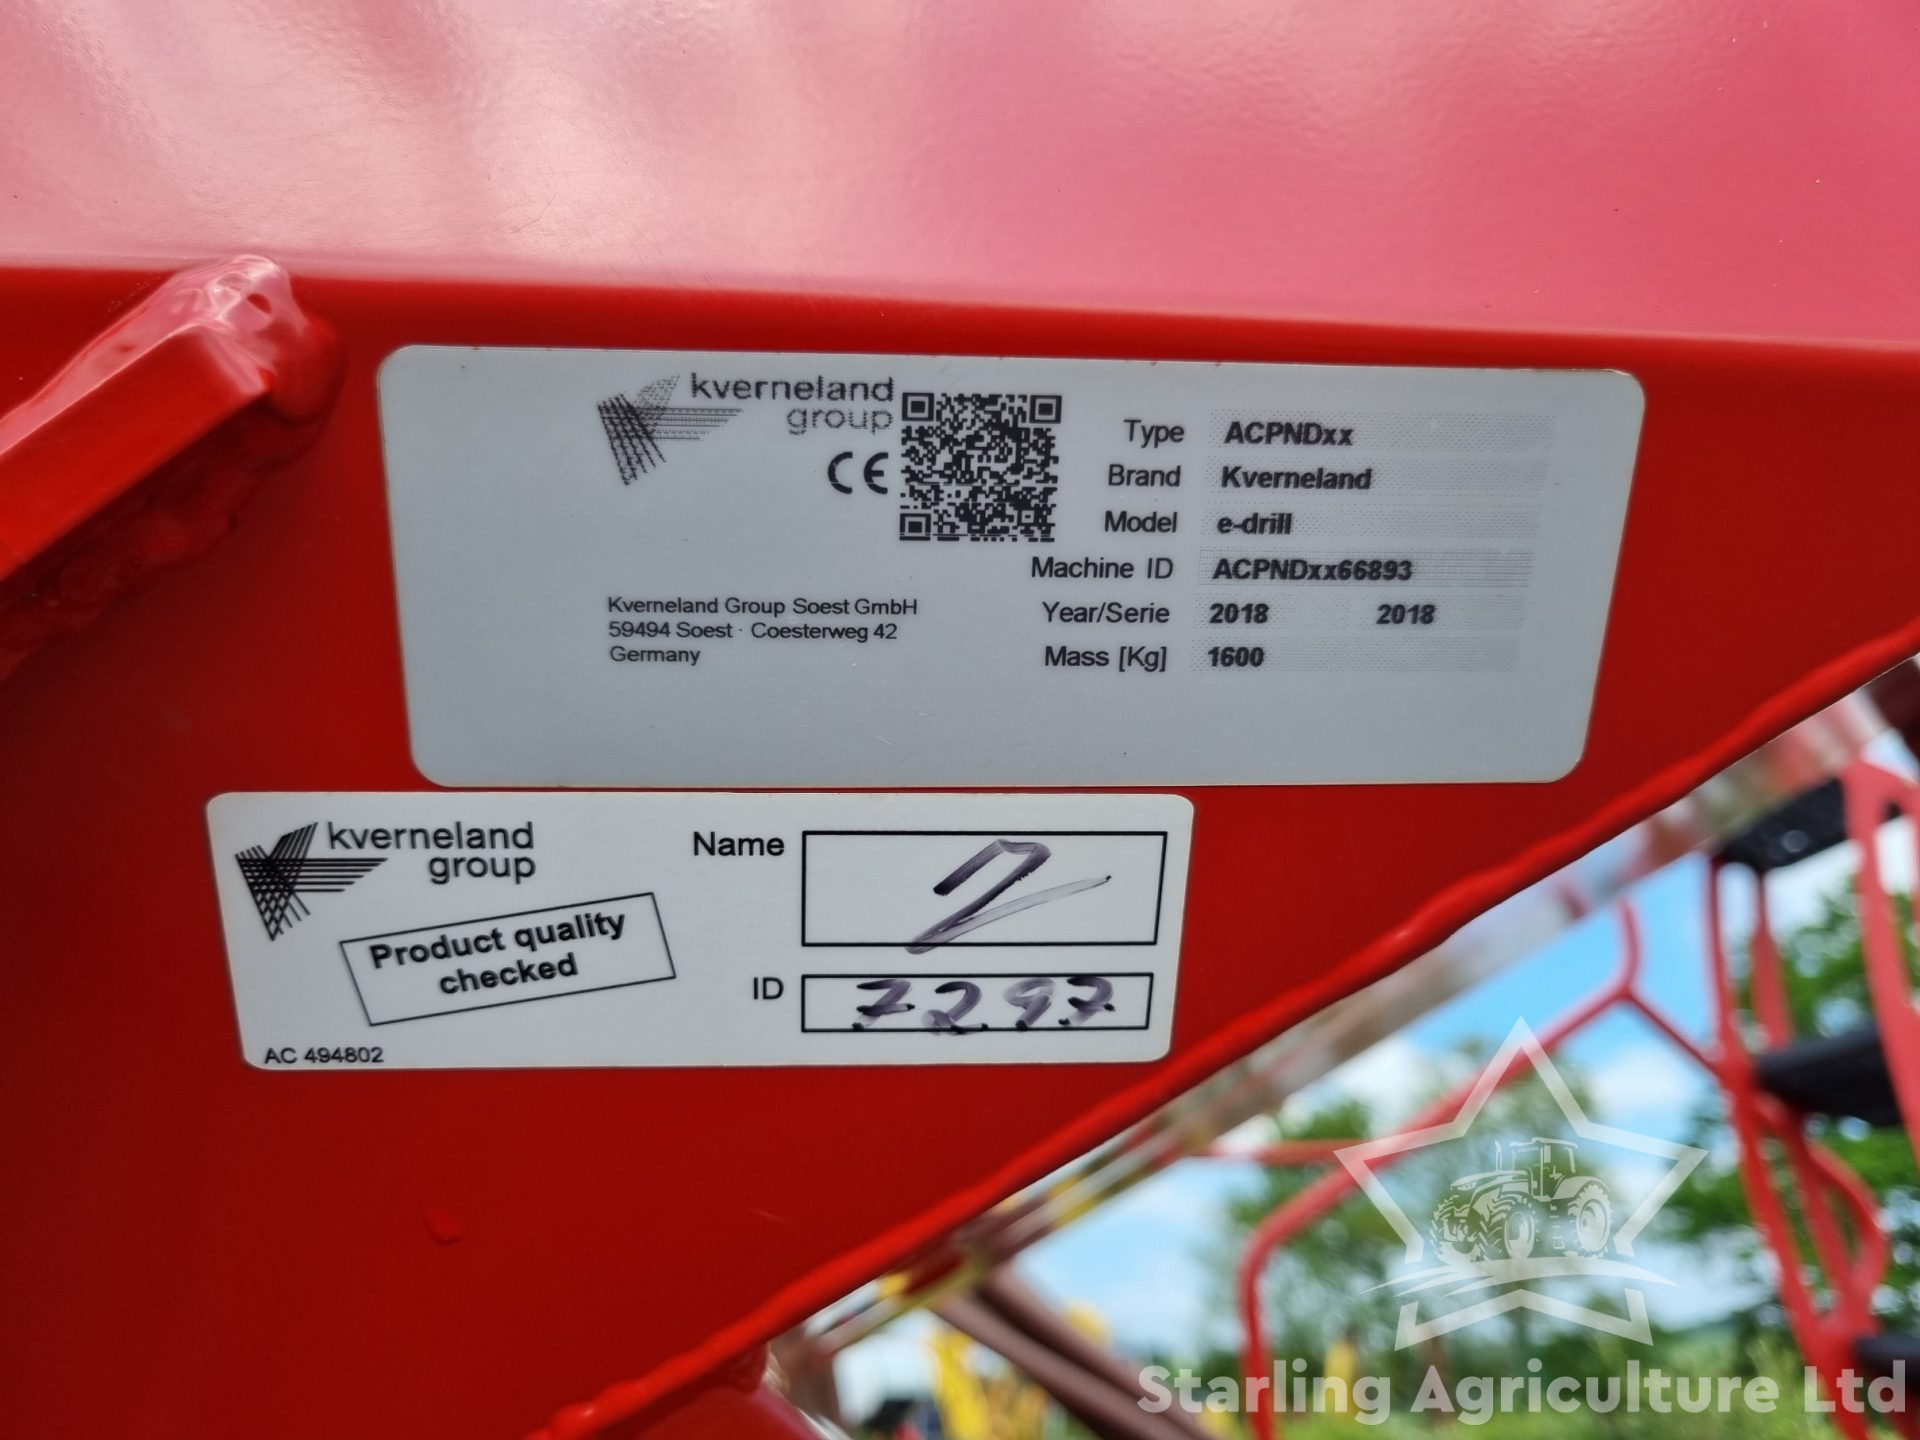 kverneland
group
CE
Type ACPNDxx
Brand Kverneland
Model e-drill
Machine ID ACPNDxx66893
Year/Serie 2018 2018
Mass [Kg] 1600
Kverneland Group Soest GmbH
59494 Soest · Coesterweg 42
Germany
kverneland
group
Product quality
checked
AC 494802
Name
ID 7297
Starling Agriculture Ltd